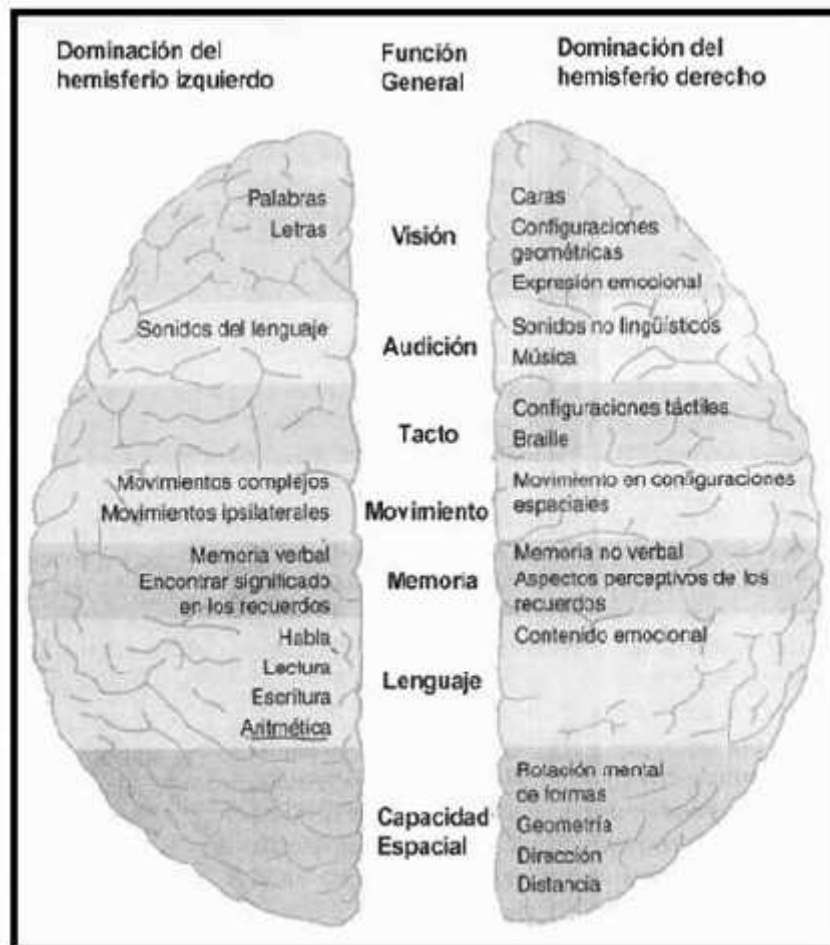 Dominación del
hemisferio izquierdo
Función
General
Dominación del
hemisferio derecho
Palabras
Letras
Visión
Caras
Configuraciones
geométricas
Expresión emocional
Sonidos del lenguaje
Audición
Sonidos no lingüísticos
Música
Tacto
Configuraciones táctiles
Braille
Movimientos complejos
Movimientos ipsilaterales
Movimiento
Movimiento en configuraciones
espaciales
Memoria verbal
Encontrar significado
en los recuerdos
Memoria
Memoria no verbal
Aspectos perceptivos de los
recuerdos
Habla
Lectura
Escritura
Aritmética
Lenguaje
Contenido emocional
Capacidad
Espacial
Rotación mental
de formas
Geometría
Dirección
Distancia